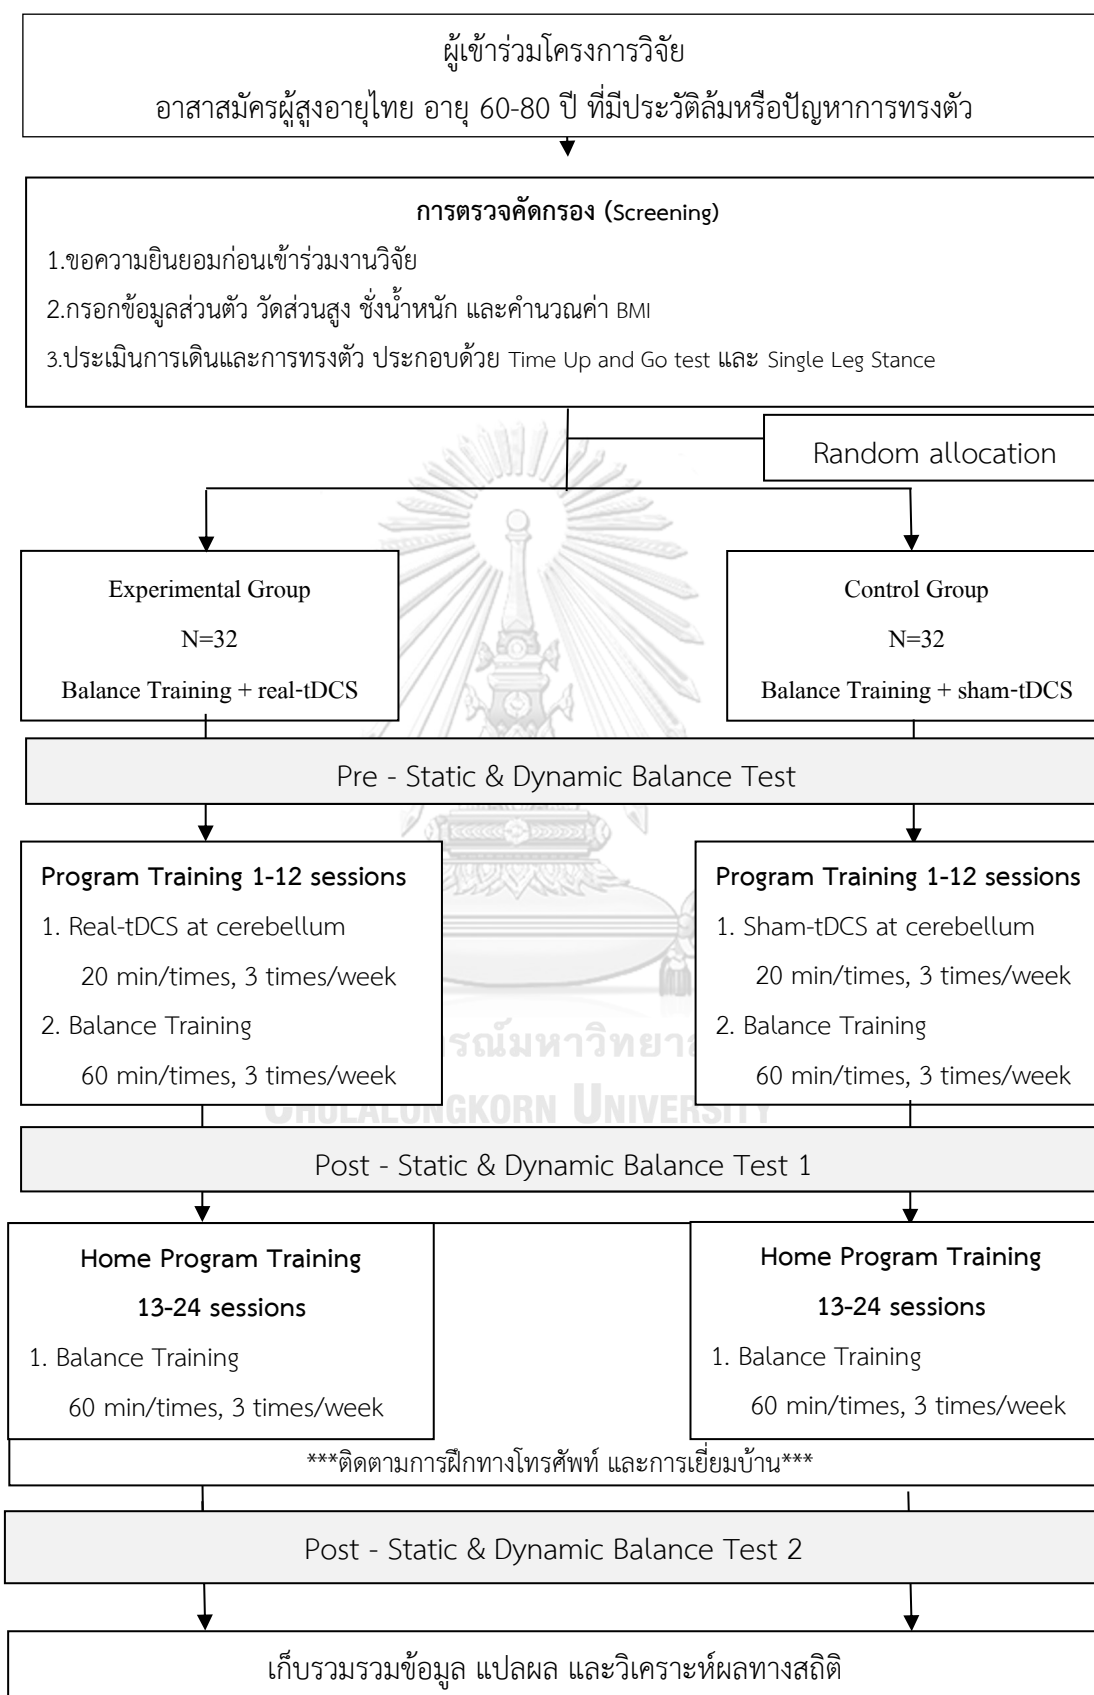 ผู้เข้าร่วมโครงการวิจัย
อาสาสมัครผู้สูงอายุไทย อายุ 60-80 ปี ที่มีประวัติล้มหรือปัญหาการทรงตัว
การตรวจคัดกรอง (Screening)
1.ขอความยินยอมก่อนเข้าร่วมงานวิจัย
2.กรอกข้อมูลส่วนตัว วัดส่วนสูง ชั่งน้ำหนัก และคำนวณค่า BMI
3.ประเมินการเดินและการทรงตัว ประกอบด้วย Time Up and Go test และ Single Leg Stance
Random allocation
Experimental Group
N=32
Balance Training + real-tDCS
Control Group
N=32
Balance Training + sham-tDCS
Pre - Static & Dynamic Balance Test
Program Training 1-12 sessions
1. Real-tDCS at cerebellum
20 min/times, 3 times/week
2. Balance Training
60 min/times, 3 times/week
Program Training 1-12 sessions
1. Sham-tDCS at cerebellum
20 min/times, 3 times/week
2. Balance Training
60 min/times, 3 times/week
CHULALONGKORN UNIVERSITY
Post - Static & Dynamic Balance Test 1
Home Program Training
13-24 sessions
1. Balance Training
60 min/times, 3 times/week
Home Program Training
13-24 sessions
1. Balance Training
60 min/times, 3 times/week
***ติดตามการฝึกทางโทรศัพท์ และการเยี่ยมบ้าน***
Post - Static & Dynamic Balance Test 2
เก็บรวมรวมข้อมูล แปลผล และวิเคราะห์ผลทางสถิติ